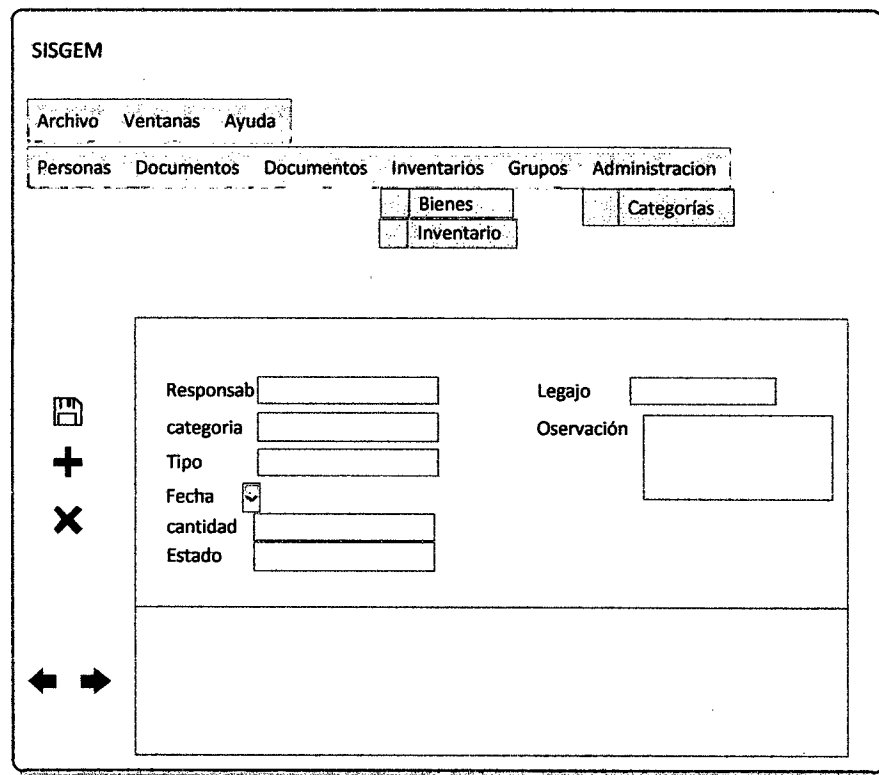 SISGEM
Archivo Ventanas Ayuda
Personas Documentos Documentos Inventarios Grupos Administracion
Bienes Categorías
Inventario
Responsab Legajo
categoria Oservación
Tipo
Fecha
cantidad
Estado